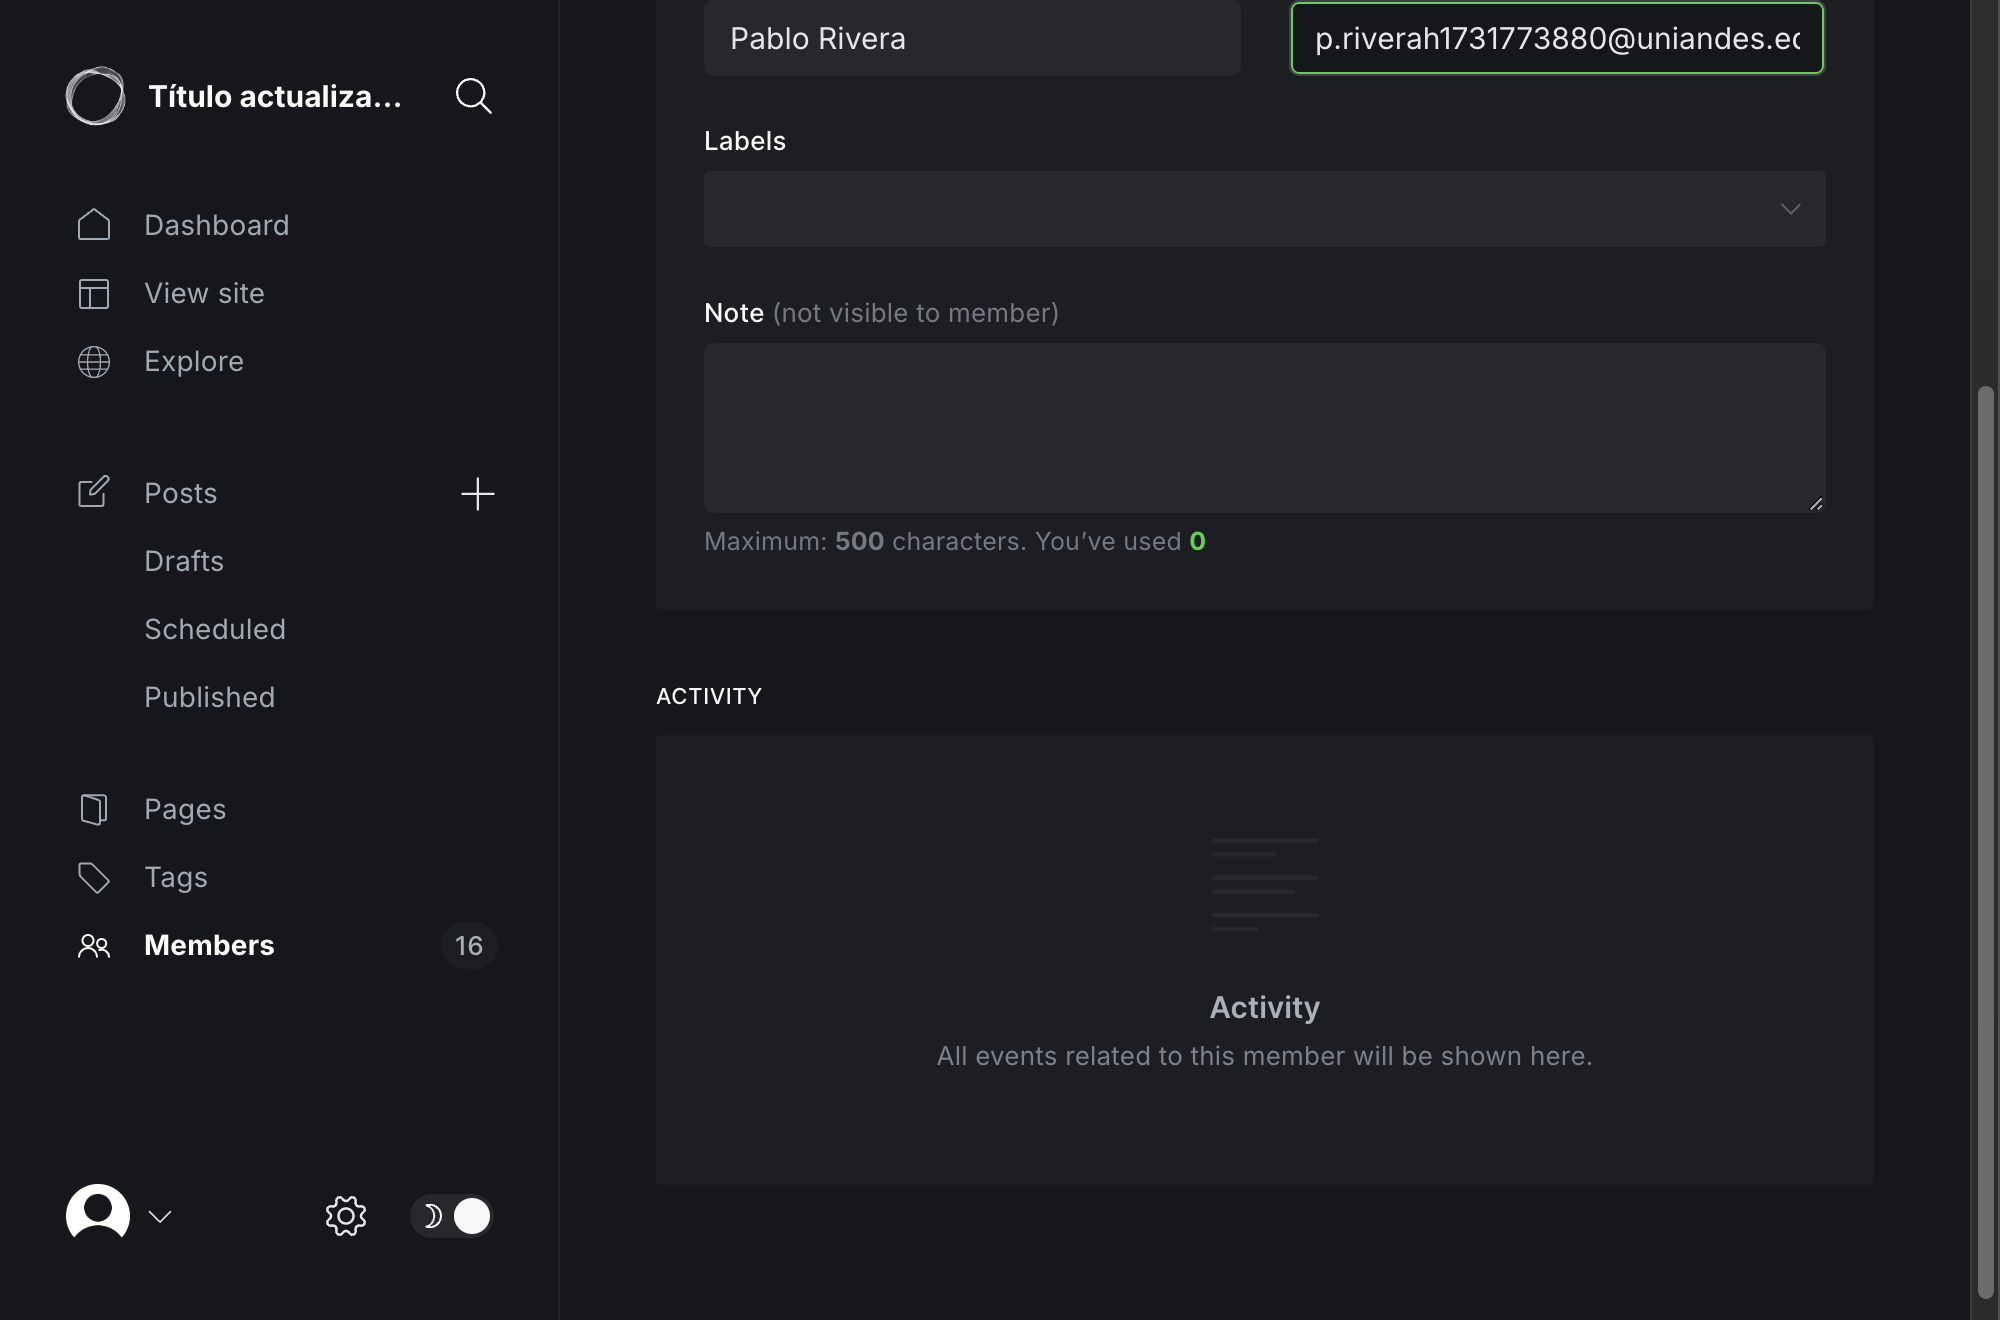 Título actualiza...
Dashboard
View site
Explore
Posts
Drafts
Scheduled
Published
Pages
Tags
Members 16
Pablo Rivera
p.riverah1731773880@uniandes.ec
Labels
Note (not visible to member)
Maximum: 500 characters. You’ve used 0
ACTIVITY
Activity
All events related to this member will be shown here.